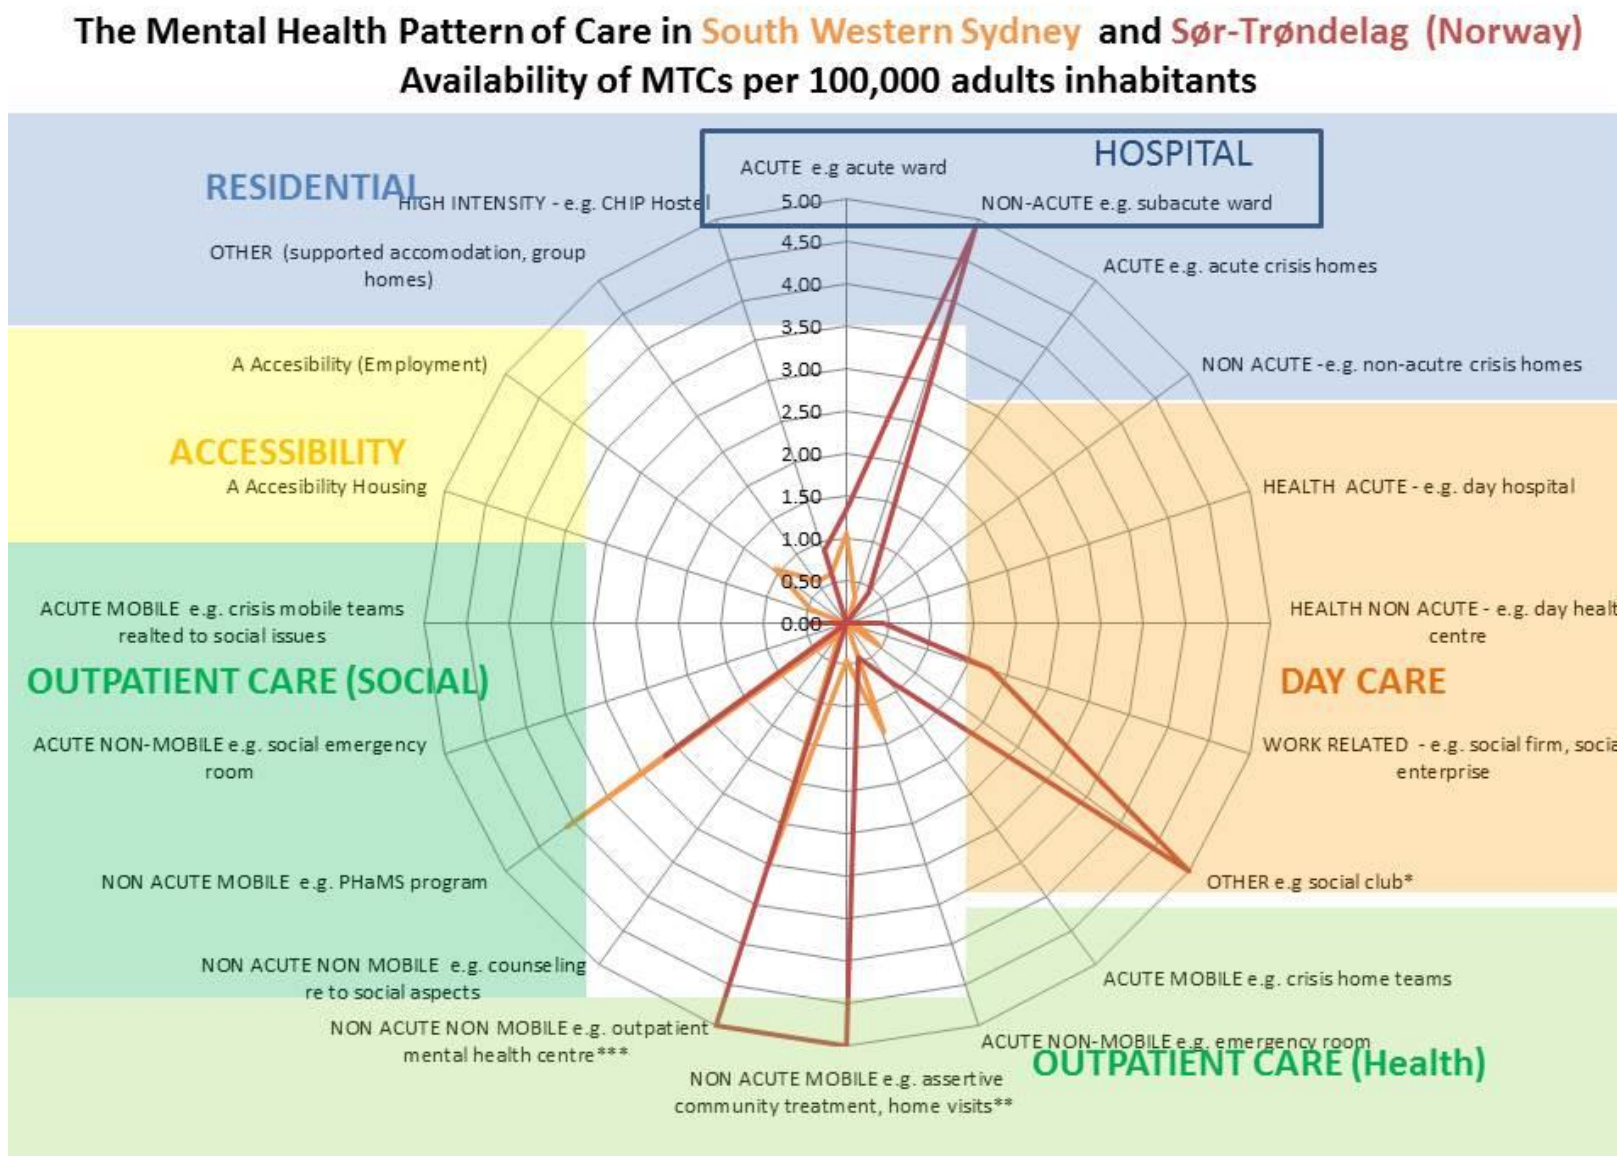 The Mental Health Pattern of Care in South Western Sydney and Sør-Trøndelag (Norway)
Availability of MTCs per 100,000 adults inhabitants
HOSPITAL
ACUTE e.g acute ward
RESIDENTIAL
HIGH INTENSITY - e.g. CHIP Hostel
5.00
NON-ACUTE e.g. subacute ward
4.50
OTHER (supported accomodation, group
homes)
ACUTE e.g. acute crisis homes
4.00
3.50
A Accesibility (Employment)
3.00
NON ACUTE -e.g. non-acutre crisis homes
2.50
ACCESSIBILITY
2.00
A Accesibility Housing
1.50
HEALTH ACUTE - e.g. day hospital
1.00
0.50
ACUTE MOBILE e.g. crisis mobile teams
realted to social issues
0.00
HEALTH NON ACUTE - e.g. day healt
centre
OUTPATIENT CARE (SOCIAL)
DAY CARE
ACUTE NON-MOBILE e.g. social emergency
room
WORK RELATED - e.g. social firm, socia
enterprise
NON ACUTE MOBILE e.g. PHaMS program
OTHER e.g social club*
NON ACUTE NON MOBILE e.g. counseling
re to social aspects
ACUTE MOBILE e.g. crisis home teams
NON ACUTE NON MOBILE e.g. outpatient
mental health centre***
ACUTE NON-MOBILE e.g. emergency room
OUTPATIENT CARE (Health)
NON ACUTE MOBILE e.g. assertive
community treatment, home visits**